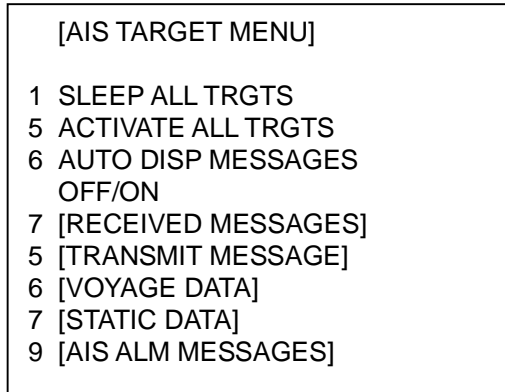 [AIS TARGET MENU]
1 SLEEP ALL TRGTS
5 ACTIVATE ALL TRGTS
6 AUTO DISP MESSAGES
OFF/ON
7 [RECEIVED MESSAGES]
5 [TRANSMIT MESSAGE]
6 [VOYAGE DATA]
7 [STATIC DATA]
9 [AIS ALM MESSAGES]